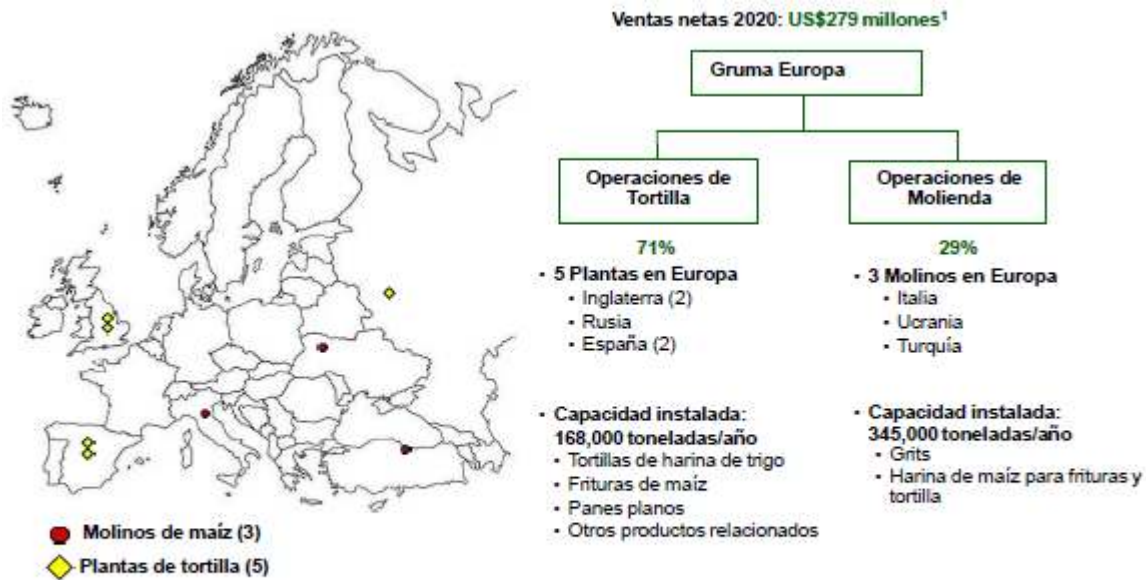 Ventas netas 2020: US$279 millones¹
Gruma Europa
Operaciones de
Tortilla
71%
• 5 Plantas en Europa
• Inglaterra (2)
• Rusia
• España (2)
• Capacidad instalada:
168,000 toneladas/año
• Tortillas de harina de trigo
• Frituras de maíz
• Panes planos
• Otros productos relacionados
Operaciones de
Molienda
29%
• 3 Molinos en Europa
• Italia
• Ucrania
• Turquía
• Capacidad instalada:
345,000 toneladas/año
• Grits
• Harina de maíz para frituras y
tortilla
Molinos de maíz (3)
Plantas de tortilla (5)